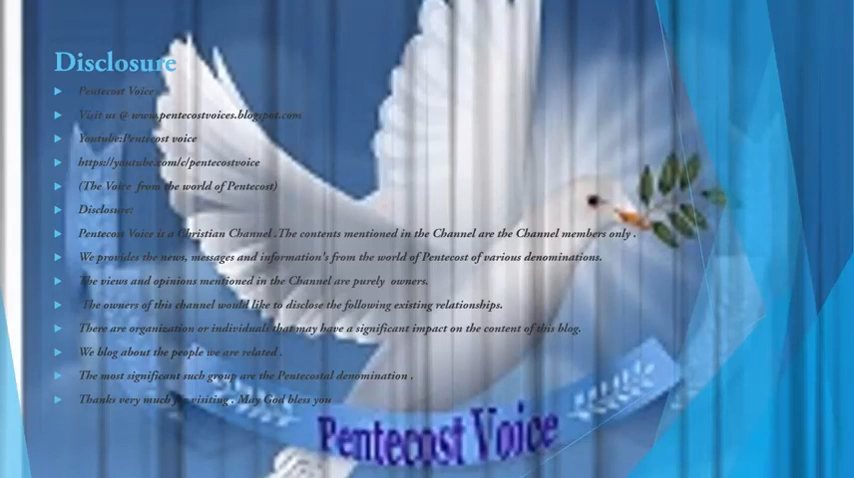 Disclosure
Pentecost Voice
Visit us @ www.pentecostvoices.blogspot.com
Youtube:Pentecost voice
https://youtube.com/c/pentecostvoice
(The Voice from the world of Pentecost)
Disclosure:
Pentecost Voice is a Christian Channel .The contents mentioned in the Channel are the Channel members only .
We provides the news, messages and information's from the world of Pentecost of various denominations.
The views and opinions mentioned in the Channel are purely owners.
The owners of this channel would like to disclose the following existing relationships.
There are organization or individuals that may have a significant impact on the content of this blog.
We blog about the people we are related .
The most significant such group are the Pentecostal denomination .
Thanks very much for visiting . May God bless you
Pentecost Voice